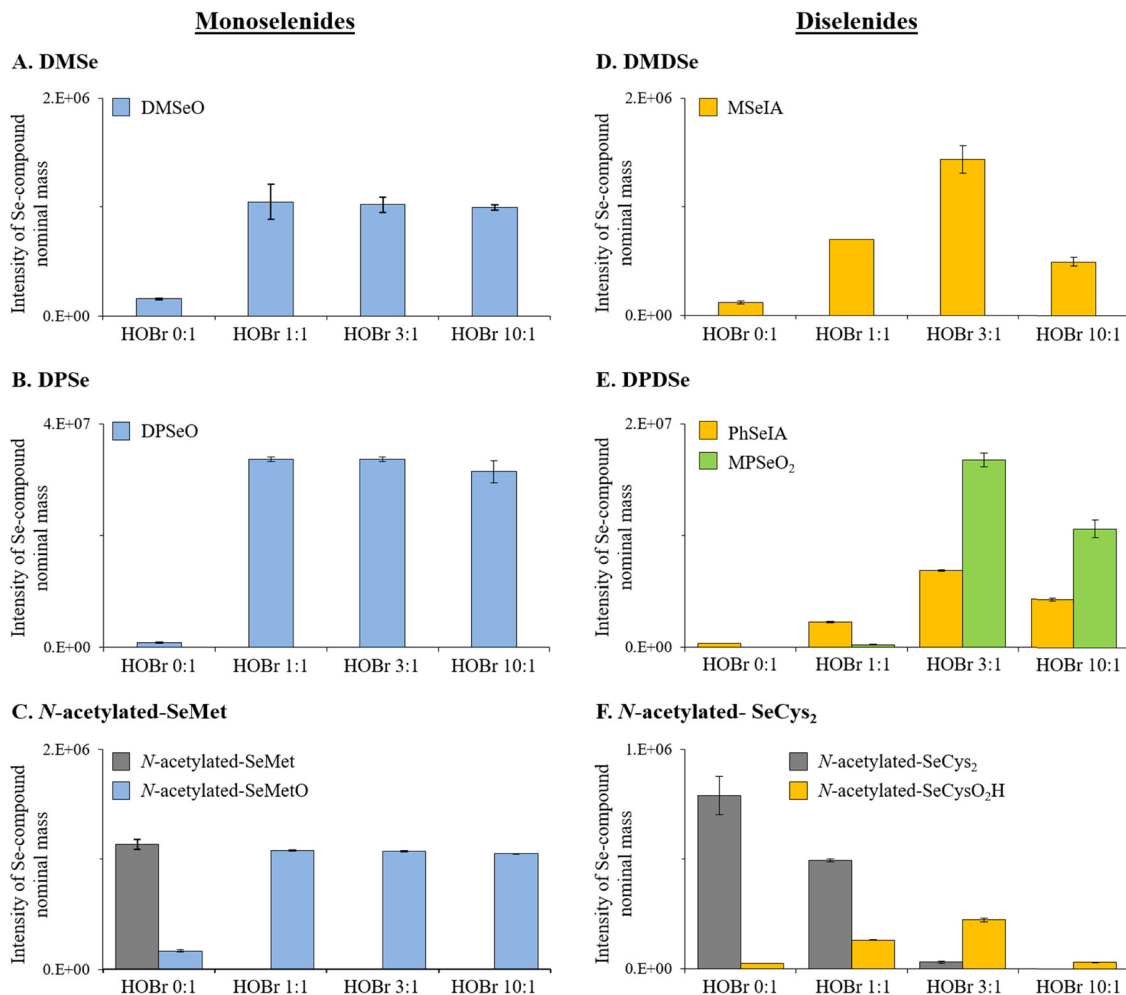 Monoselenides
A. DMSe
Intensity of Se-compound
nominal mass
2.E+06
0.E+00
DMSeO
HOBr 0:1 HOBr 1:1 HOBr 3:1 HOBr 10:1
B. DPSe
Intensity of Se-compound
nominal mass
4.E+07
0.E+00
DPSeO
HOBr 0:1 HOBr 1:1 HOBr 3:1 HOBr 10:1
C. N-acetylated-SeMet
Intensity of Se-compound
nominal mass
2.E+06
0.E+00
N-acetylated-SeMet
N-acetylated-SeMetO
HOBr 0:1 HOBr 1:1 HOBr 3:1 HOBr 10:1
Diselenides
D. DMDSe
Intensity of Se-compound
nominal mass
2.E+06
0.E+00
MSeIA
HOBr 0:1 HOBr 1:1 HOBr 3:1 HOBr 10:1
E. DPDSe
Intensity of Se-compound
nominal mass
2.E+07
0.E+00
PhSeIA
MPSeO₂
HOBr 0:1 HOBr 1:1 HOBr 3:1 HOBr 10:1
F. N-acetylated- SeCys₂
Intensity of Se-compound
nominal mass
1.E+06
0.E+00
N-acetylated-SeCys₂
N-acetylated-SeCysO₂H
HOBr 0:1 HOBr 1:1 HOBr 3:1 HOBr 10:1